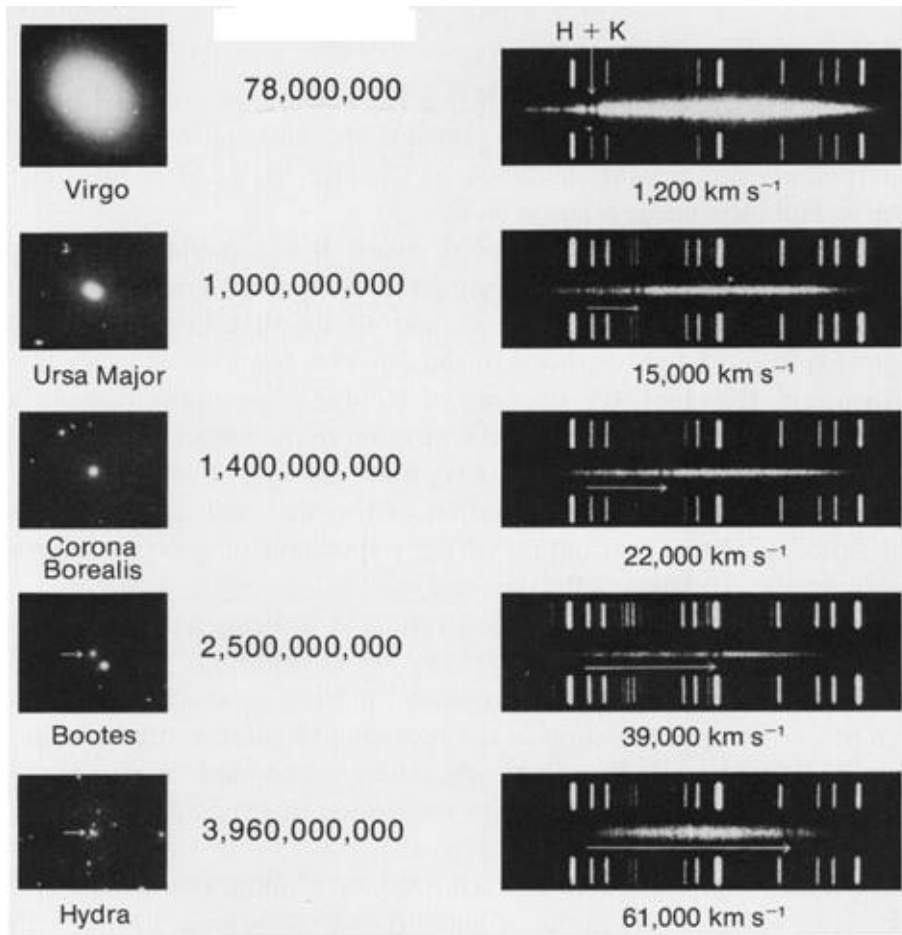 H + K
78,000,000
Virgo
1,200 km s⁻¹
1,000,000,000
Ursa Major
15,000 km s⁻¹
1,400,000,000
Corona
Borealis
22,000 km s⁻¹
2,500,000,000
Bootes
39,000 km s⁻¹
3,960,000,000
Hydra
61,000 km s⁻¹